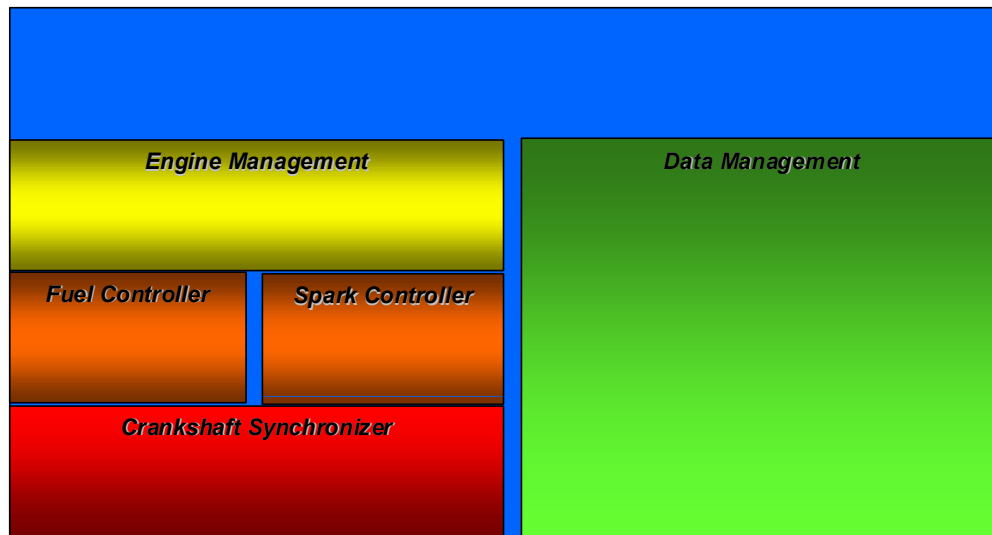 Engine Management
Data Management
Fuel Controller
Spark Controller
Crankshaft Synchronizer